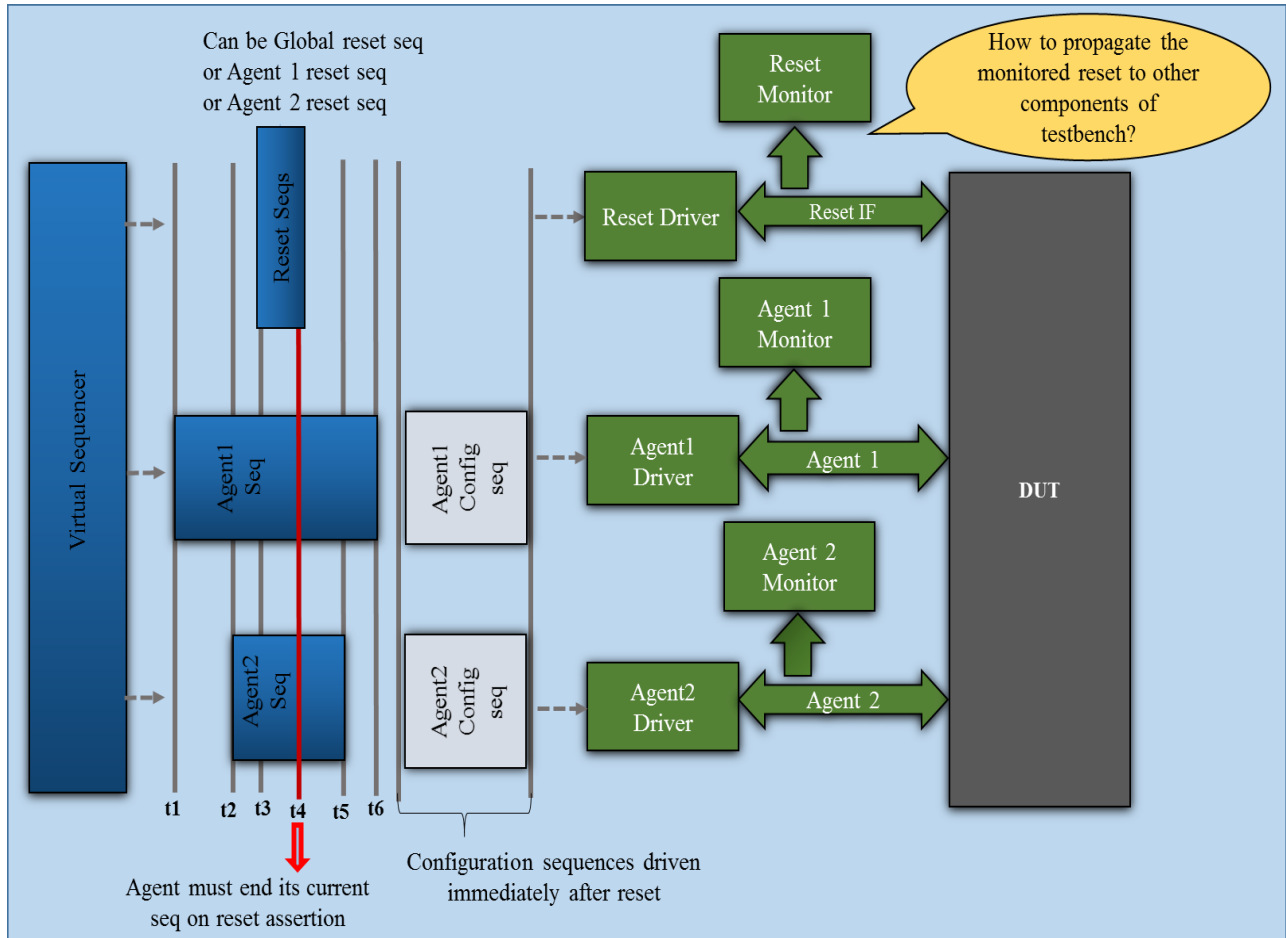 Can be Global reset seq
or Agent 1 reset seq
or Agent 2 reset seq
Reset
Monitor
How to propagate the
monitored reset to other
components of
testbench?
Virtual Sequencer
Reset Seqs
Reset Driver
Reset IF
Agent 1
Monitor
Agent1
Seq
Agent1
Config
seq
Agent1
Driver
Agent 1
DUT
Agent 2
Monitor
Agent2
Seq
Agent2
Config
seq
Agent2
Driver
Agent 2
t1
t2
t3
t4
t5
t6
Agent must end its current
seq on reset assertion
Configuration sequences driven
immediately after reset